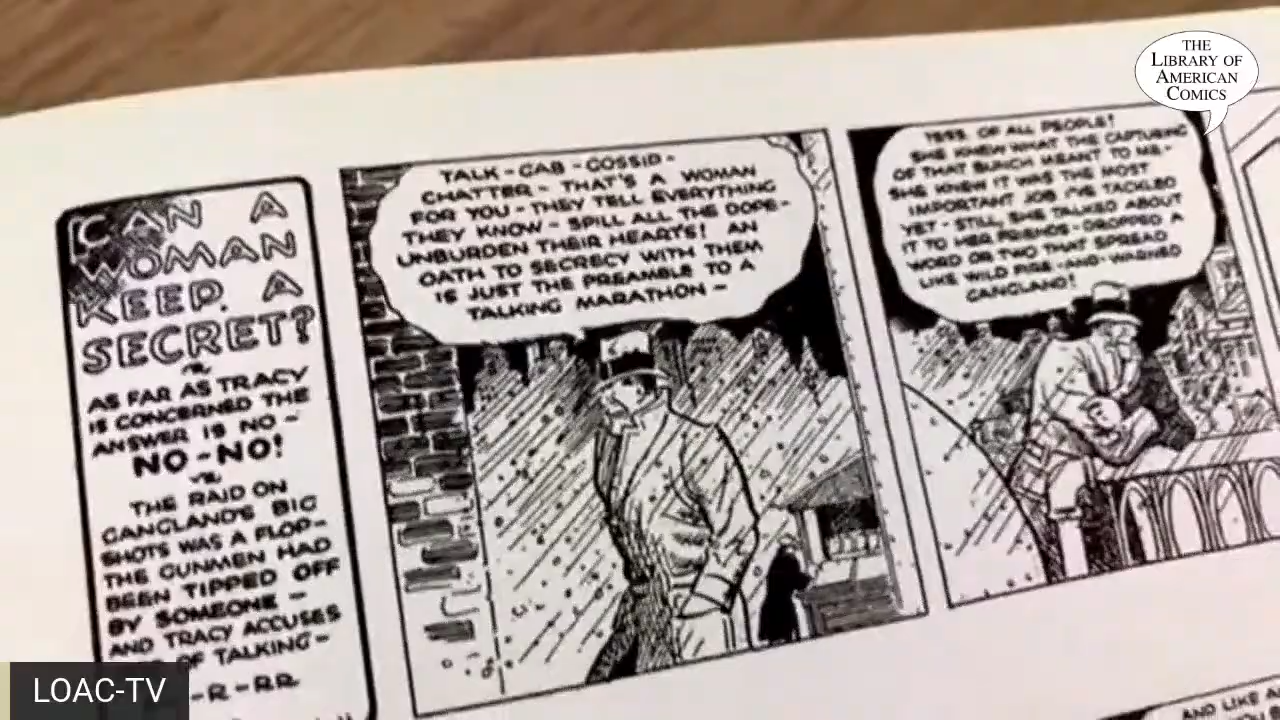 THE
LIBRARY OF
AMERICAN
COMICS
CAN A
WOMAN
KEEP A
SECRET?
AS FAR AS TRACY
IS CONCERNED THE
ANSWER IS NO -
NO-NO!
THE RAID ON
GANGLAND'S BIG
SHOTS WAS A FLOP -
THE GUNMEN HAD
BEEN TIPPED OFF
BY SOMEONE -
AND TRACY ACCUSES
OF TALKING -
-R-RR
TALK - GAB - GOSSIP -
CHATTER - THAT'S A WOMAN
FOR YOU - THEY TELL EVERYTHING
THEY KNOW - SPILL ALL THE DOPE -
UNBURDEN THEIR HEARTS! AN
OATH TO SECRECY WITH THEM
IS JUST THE PREAMBLE TO A
TALKING MARATHON -
TESS, OF ALL PEOPLE!
SHE KNEW WHAT THE CAPTURING
OF THAT BUNCH MEANT TO ME -
SHE KNEW IT WAS THE MOST
IMPORTANT JOB I'VE TACKLED
YET - STILL, SHE TALKED ABOUT
IT TO HER FRIENDS - DROPPED A
WORD OR TWO THAT SPREAD
LIKE WILD FIRE - AND - WARNED
GANGLAND!
AND LIKE
LOAC-TV